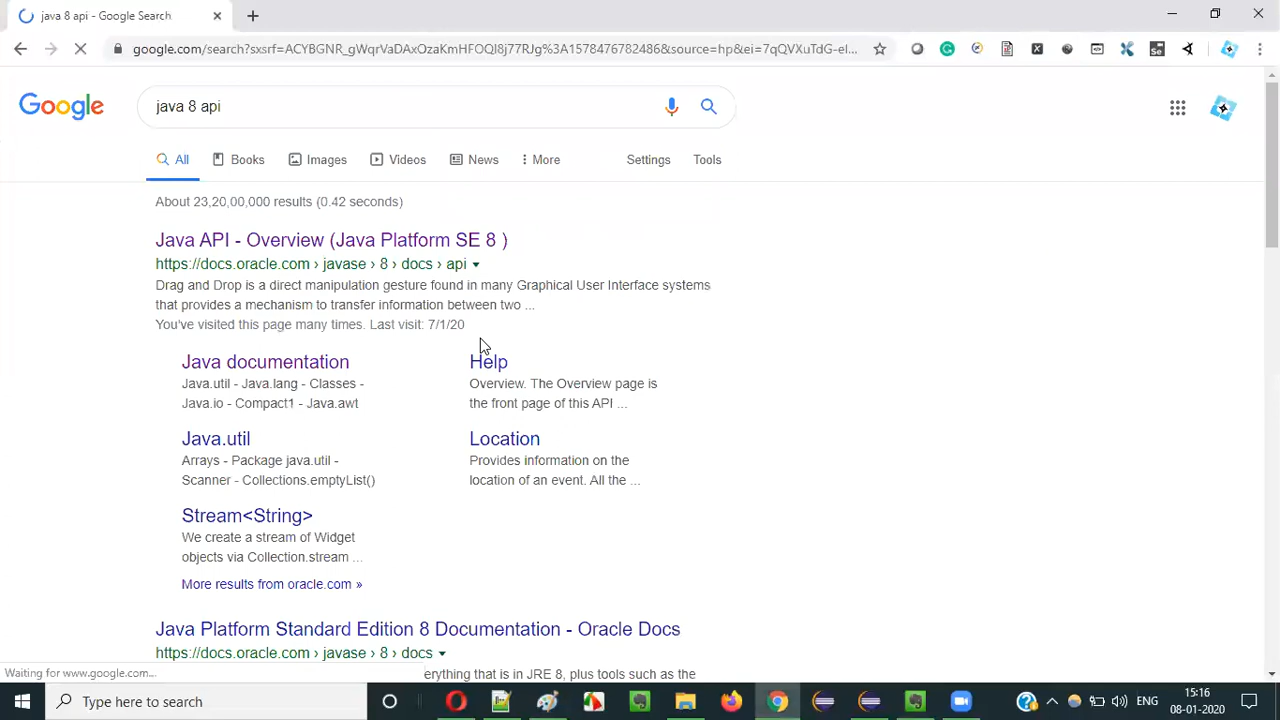 java 8 api - Google Search
google.com/search?sxsrf=ACYBGNR_gWqrVaDAxOzaKmHFOQI8j77RJg%3A1578476782486&source=hp&ei=7qQVXuTdG-el...
Google
java 8 api
All Books Images Videos News More Settings Tools
About 23,20,00,000 results (0.42 seconds)
Java API - Overview (Java Platform SE 8 )
https://docs.oracle.com › javase › 8 › docs › api
Drag and Drop is a direct manipulation gesture found in many Graphical User Interface systems
that provides a mechanism to transfer information between two ...
You've visited this page many times. Last visit: 7/1/20
Java documentation
Java.util - Java.lang - Classes -
Java.io - Compact1 - Java.awt
Help
Overview. The Overview page is
the front page of this API ...
Java.util
Arrays - Package java.util -
Scanner - Collections.emptyList()
Location
Provides information on the
location of an event. All the ...
Stream<String>
We create a stream of Widget
objects via Collection.stream ...
More results from oracle.com »
Java Platform Standard Edition 8 Documentation - Oracle Docs
https://docs.oracle.com › javase › 8 › docs
erything that is in JRE 8, plus tools such as the
Waiting for www.google.com...
Type here to search
ENG
15:16
08-01-2020